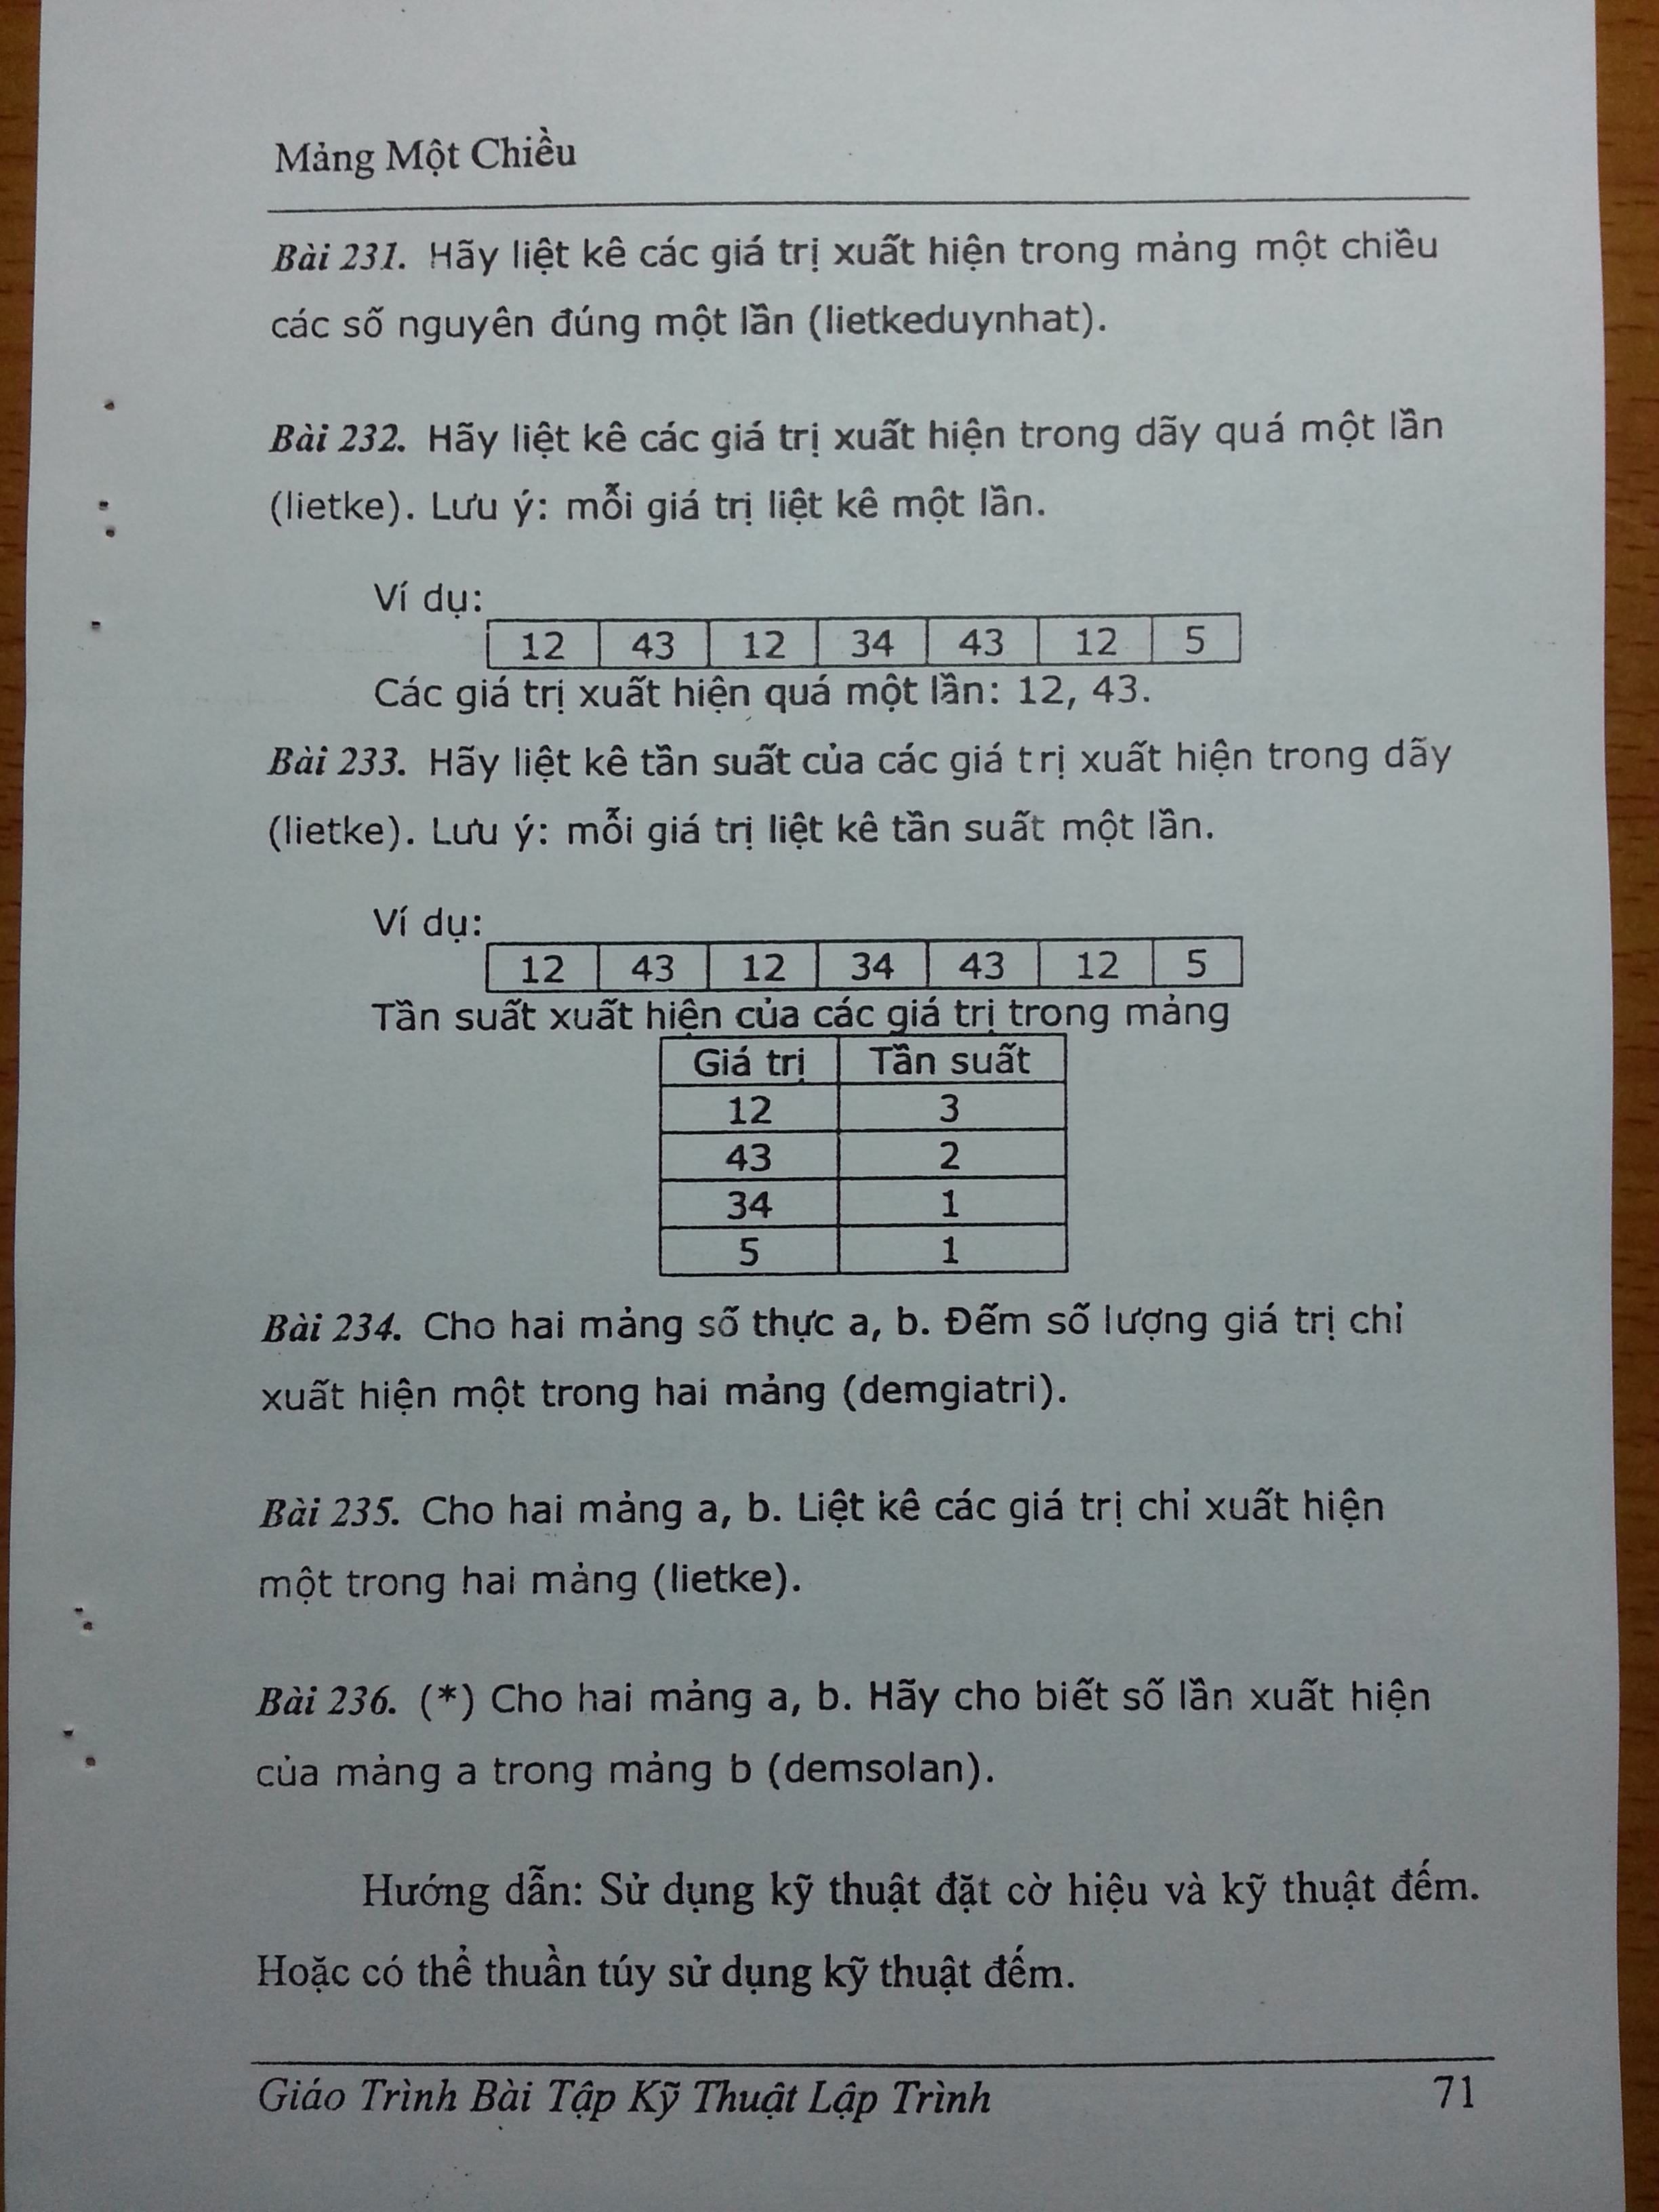 Mảng Một Chiều
Bài 231. Hãy liệt kê các giá trị xuất hiện trong mảng một chiều
các số nguyên đúng một lần (lietkeduynhat).
Bài 232. Hãy liệt kê các giá trị xuất hiện trong dãy quá một lần
(lietke). Lưu ý: mỗi giá trị liệt kê một lần.
Ví dụ:
12 43 12 34 43 12 5
Các giá trị xuất hiện quá một lần: 12, 43.
Bài 233. Hãy liệt kê tần suất của các giá trị xuất hiện trong dãy
(lietke). Lưu ý: mỗi giá trị liệt kê tần suất một lần.
Ví dụ:
12 43 12 34 43 12 5
Tần suất xuất hiện của các giá trị trong mảng
Giá trị Tần suất
12 3
43 2
34 1
5 1
Bài 234. Cho hai mảng số thực a, b. Đếm số lượng giá trị chỉ
xuất hiện một trong hai mảng (demgiatri).
Bài 235. Cho hai mảng a, b. Liệt kê các giá trị chỉ xuất hiện
một trong hai mảng (lietke).
Bài 236. (*) Cho hai mảng a, b. Hãy cho biết số lần xuất hiện
của mảng a trong mảng b (demsolan).
Hướng dẫn: Sử dụng kỹ thuật đặt cờ hiệu và kỹ thuật đếm.
Hoặc có thể thuần túy sử dụng kỹ thuật đếm.
Giáo Trình Bài Tập Kỹ Thuật Lập Trình 71